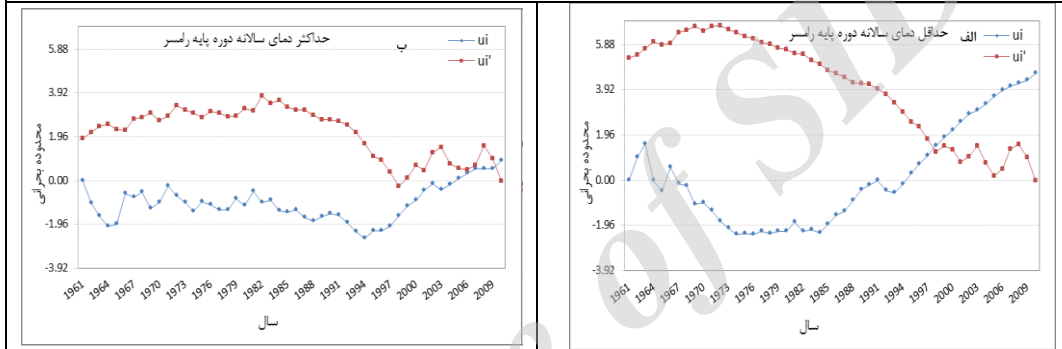 حداقل دمای سالانه دوره پایه رامسر
الف
ui
ui'
5.88
3.92
1.96
0.00
-1.96
-3.92
محدوده بحرانی
1961 1964 1967 1970 1973 1976 1979 1982 1985 1988 1991 1994 1997 2000 2003 2006 2009
سال
حداکثر دمای سالانه دوره پایه رامسر
ب
ui
ui'
5.88
3.92
1.96
0.00
-1.96
-3.92
محدوده بحرانی
1961 1964 1967 1970 1973 1976 1979 1982 1985 1988 1991 1994 1997 2000 2003 2006 2009
سال
of SI